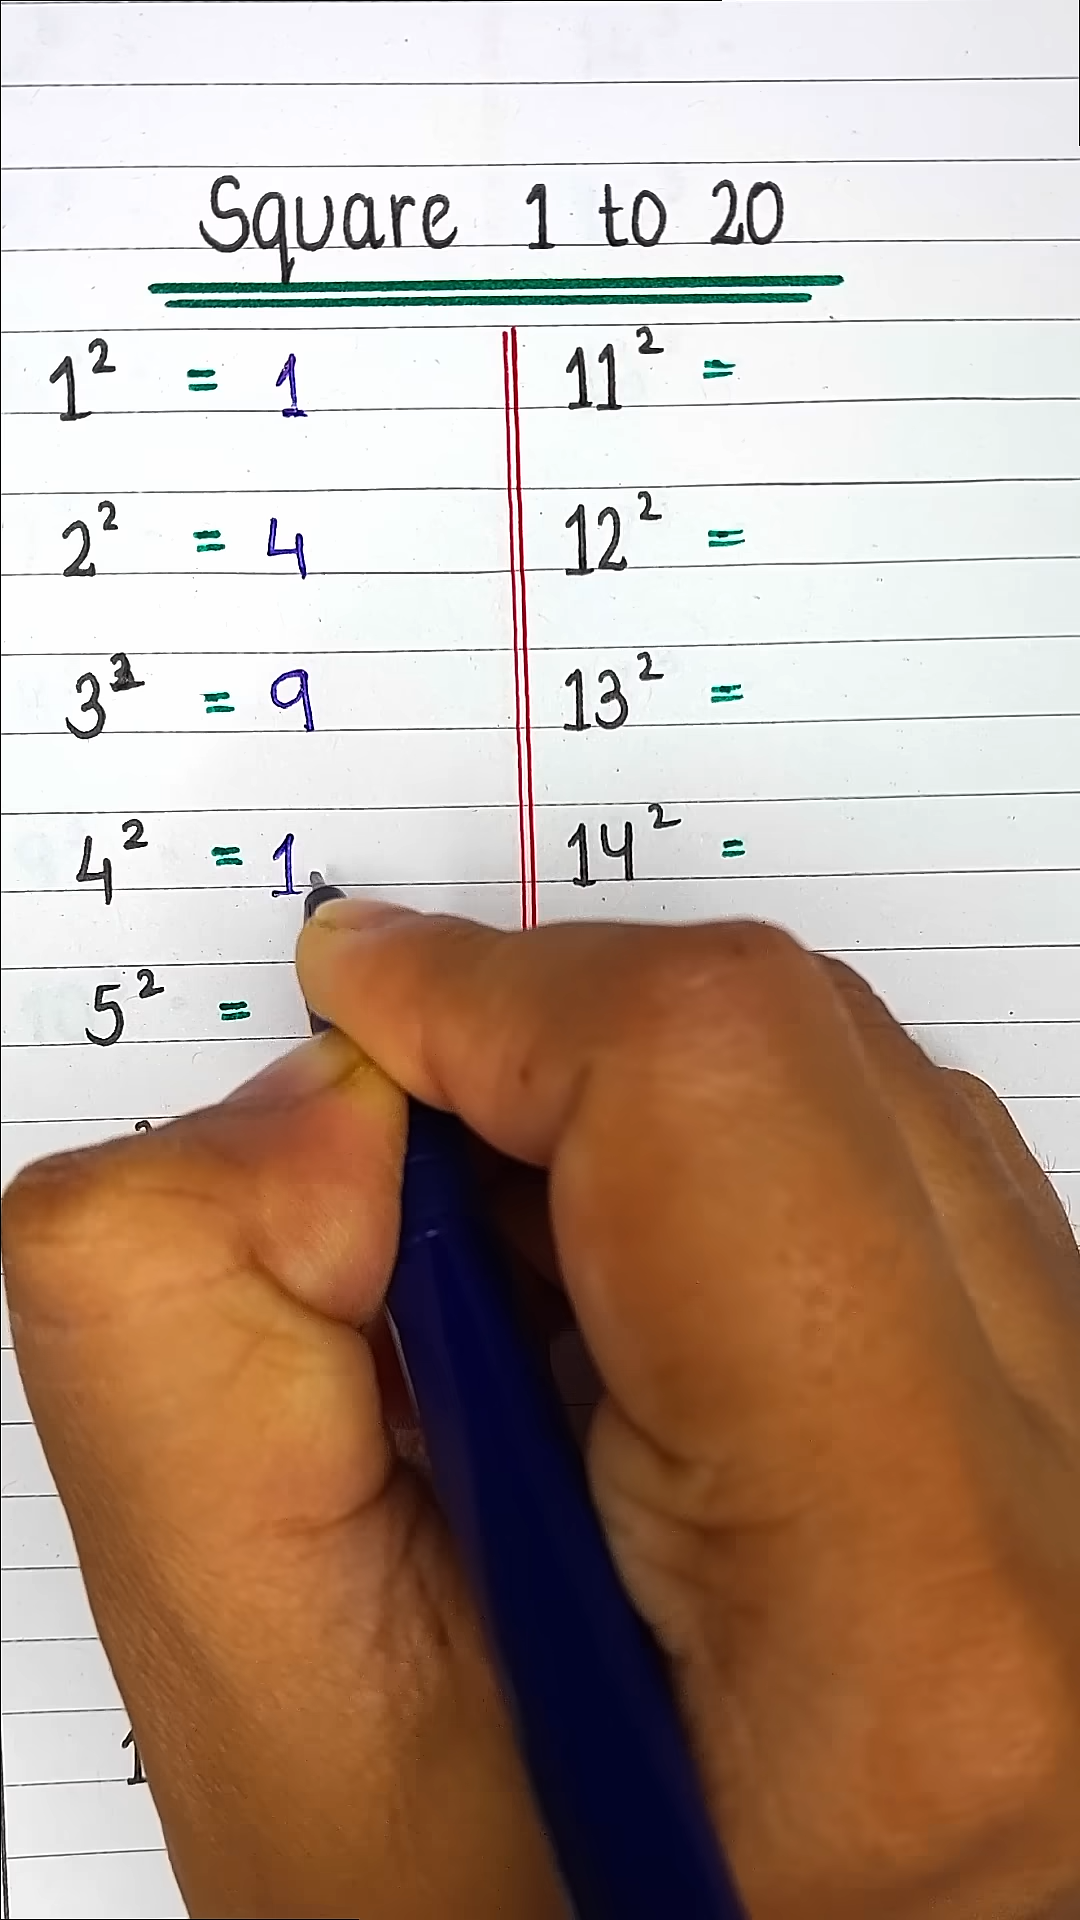 Square 1 to 20
1² = 1
2² = 4
3² = 9
4² = 1
5² =
11² =
12² =
13² =
14² =